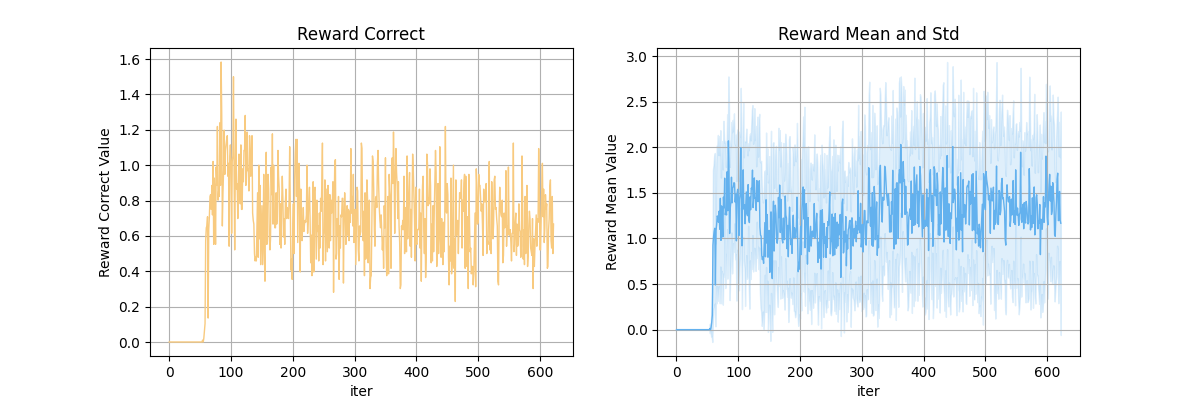 Reward Correct
Reward Correct Value
1.6
1.4
1.2
1.0
0.8
0.6
0.4
0.2
0.0
0 100 200 300 400 500 600
iter
Reward Mean and Std
Reward Mean Value
3.0
2.5
2.0
1.5
1.0
0.5
0.0
0 100 200 300 400 500 600
iter